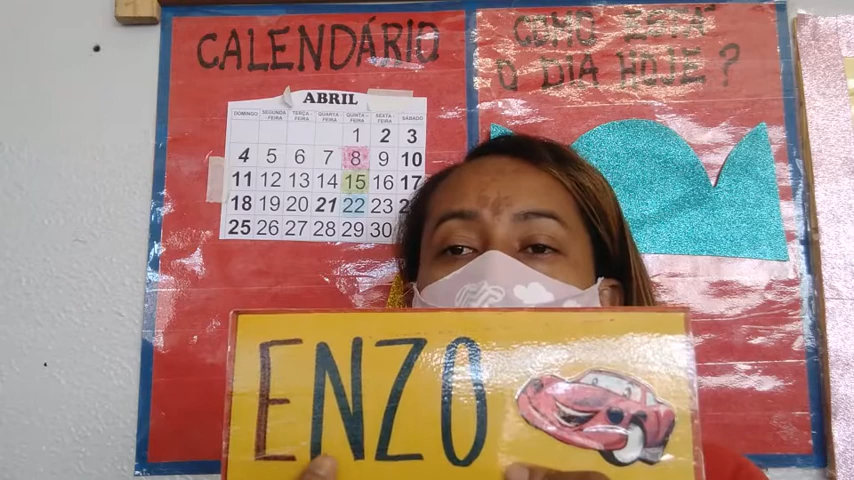 CALENDÁRIO
COMO ESTÁ
O DIA HOJE?
ABRIL
DOMINGO SEGUNDA-FEIRA TERÇA-FEIRA QUARTA-FEIRA QUINTA-FEIRA SEXTA-FEIRA SÁBADO
1 2 3
4 5 6 7 8 9 10
11 12 13 14 15 16 17
18 19 20 21 22 23
25 26 27 28 29 30
ENZO